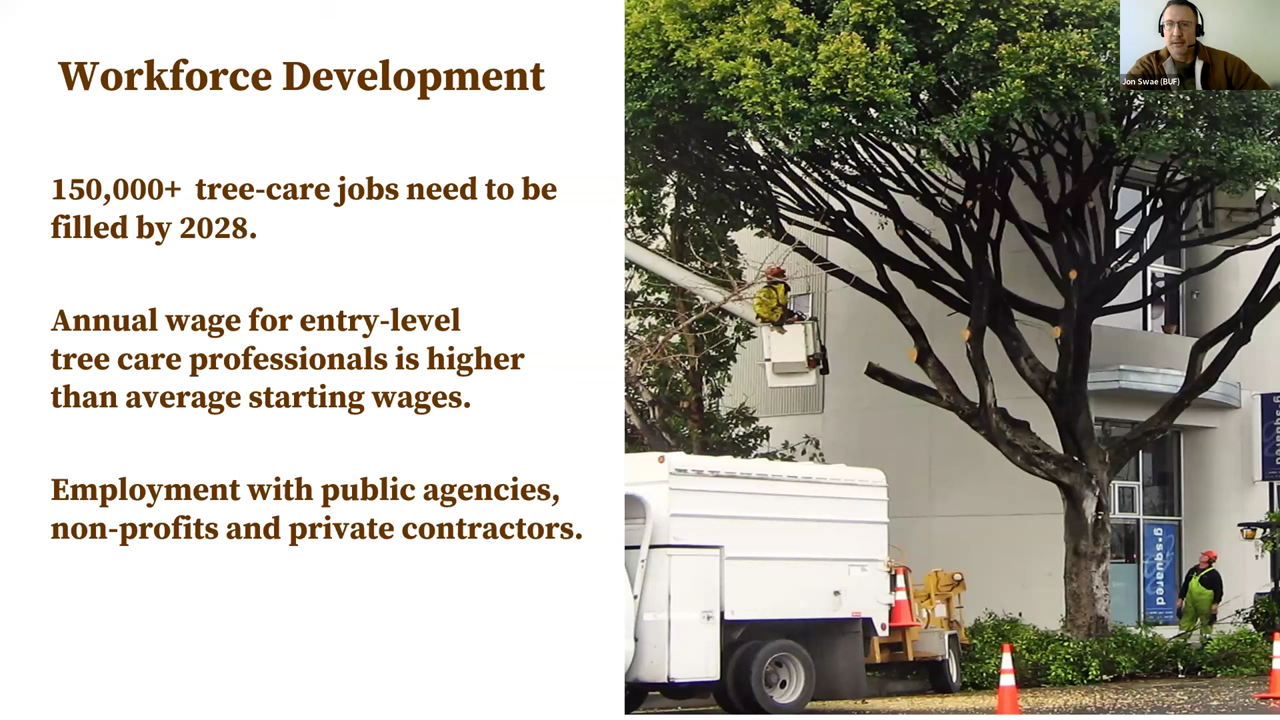 Workforce Development
150,000+ tree-care jobs need to be
filled by 2028.
Annual wage for entry-level
tree care professionals is higher
than average starting wages.
Employment with public agencies,
non-profits and private contractors.
Jon Swae (BUF)
g·squared